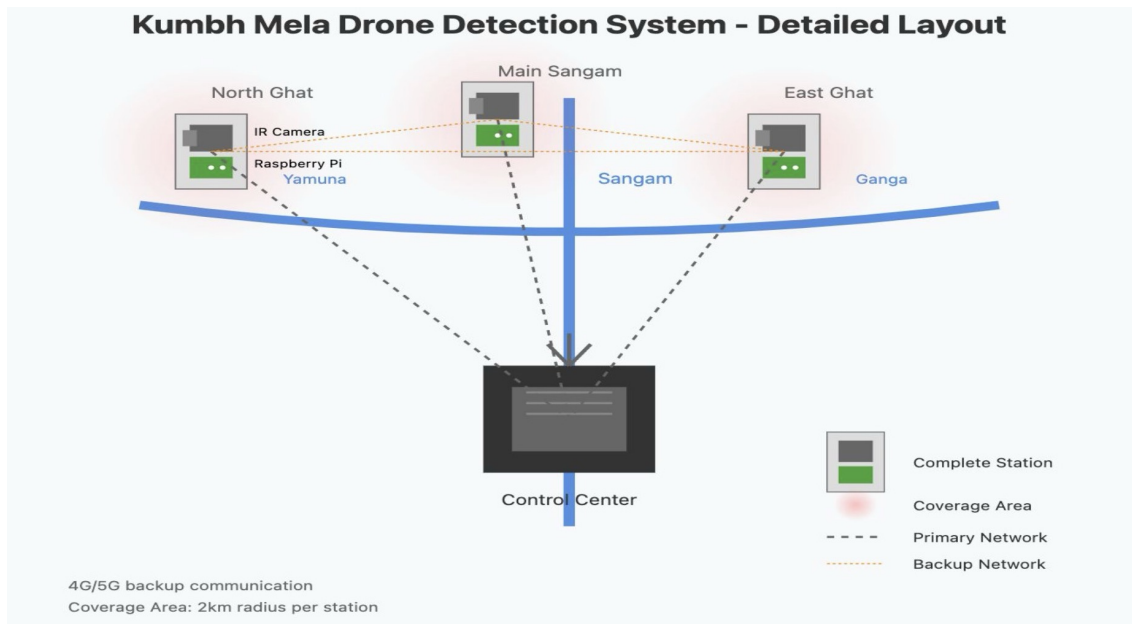 Kumbh Mela Drone Detection System - Detailed Layout
Main Sangam
North Ghat
East Ghat
IR Camera
Raspberry Pi
Yamuna
Sangam
Ganga
Control Center
Complete Station
Coverage Area
Primary Network
Backup Network
4G/5G backup communication
Coverage Area: 2km radius per station